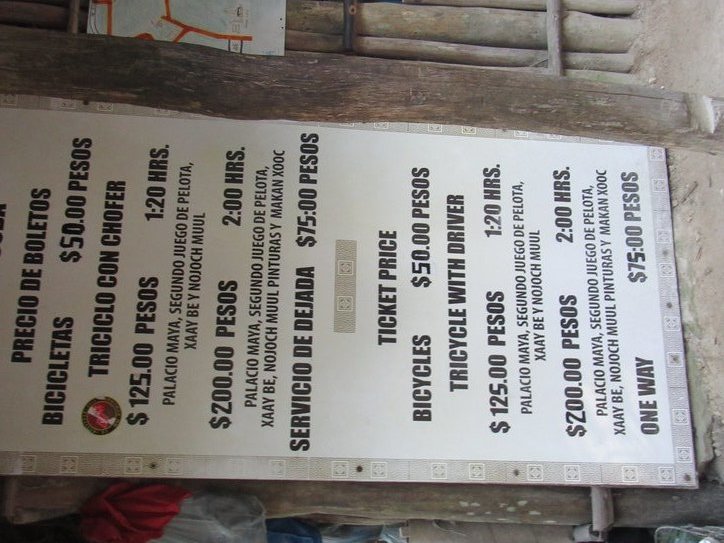 PRECIO DE BOLETOS
BICICLETAS $50.00 PESOS
TRICICLO CON CHOFER
$125.00 PESOS 1:20 HRS.
PALACIO MAYA, SEGUNDO JUEGO DE PELOTA,
XAAY BE Y NOJOCH MUUL
$200.00 PESOS 2:00 HRS.
PALACIO MAYA, SEGUNDO JUEGO DE PELOTA,
XAAY BE, NOJOCH MUUL PINTURAS Y MAKAN XOOC
SERVICIO DE DEJADA $75:00 PESOS
TICKET PRICE
BICYCLES $50.00 PESOS
TRICYCLE WITH DRIVER
$125.00 PESOS 1:20 HRS.
PALACIO MAYA, SEGUNDO JUEGO DE PELOTA,
XAAY BE Y NOJOCH MUUL
$200.00 PESOS 2:00 HRS.
PALACIO MAYA, SEGUNDO JUEGO DE PELOTA,
XAAY BE, NOJOCH MUUL PINTURAS Y MAKAN XOOC
ONE WAY $75:00 PESOS